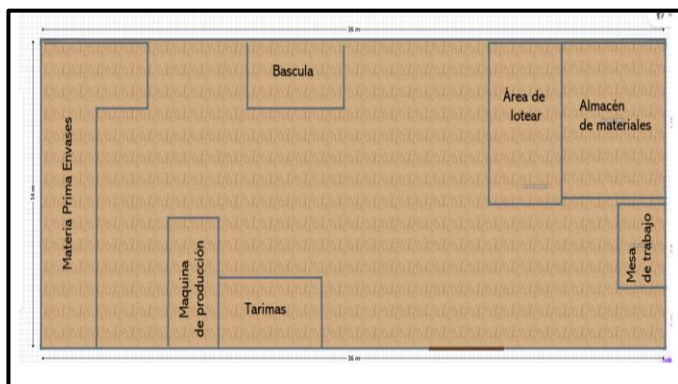 Bascula
Área de
lotear
Almacén
de materiales
Materia Prima Envases
Maquina
de producción
Tarimas
Mesa
de trabajo